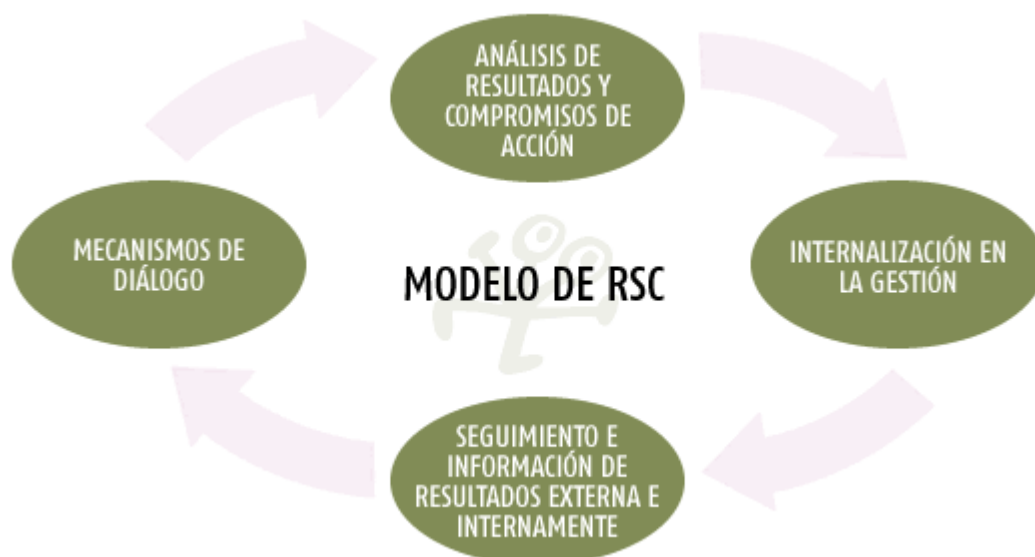 ANÁLISIS DE
RESULTADOS Y
COMPROMISOS DE
ACCIÓN
MECANISMOS DE
DIÁLOGO
MODELO DE RSC
INTERNALIZACIÓN EN
LA GESTIÓN
SEGUIMIENTO E
INFORMACIÓN DE
RESULTADOS EXTERNA E
INTERNAMENTE